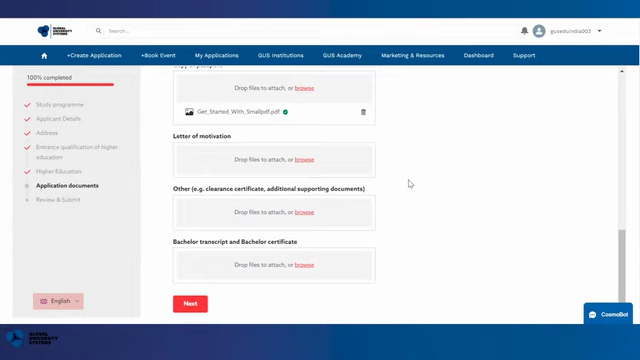 GLOBAL
UNIVERSITY
SYSTEMS
Search...
guseduindia003
+Create Application
+Book Event
My Applications
GUS Institutions
GUS Academy
Marketing & Resources
Dashboard
Support
100% completed
Study programme
Applicant Details
Address
Entrance qualification of higher
education
Higher Education
Application documents
Review & Submit
English
Drop files to attach, or browse
Get_Started_With_Smallpdf.pdf
Letter of motivation
Drop files to attach, or browse
Other (e.g. clearance certificate, additional supporting documents)
Drop files to attach, or browse
Bachelor transcript and Bachelor certificate
Drop files to attach, or browse
Next
CosmoBot
GLOBAL
UNIVERSITY
SYSTEMS